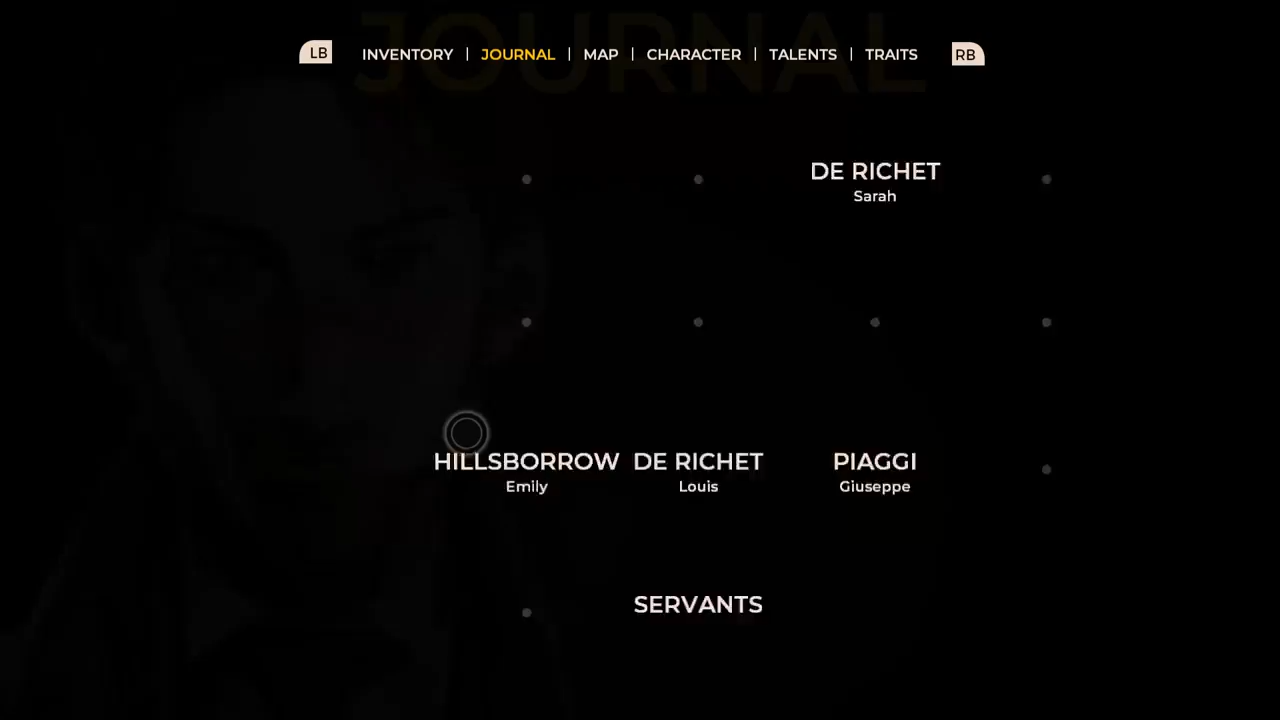 JOURNAL
LB INVENTORY | JOURNAL | MAP | CHARACTER | TALENTS | TRAITS RB
DE RICHET
Sarah
HILLSBORROW DE RICHET PIAGGI
Emily Louis Giuseppe
SERVANTS